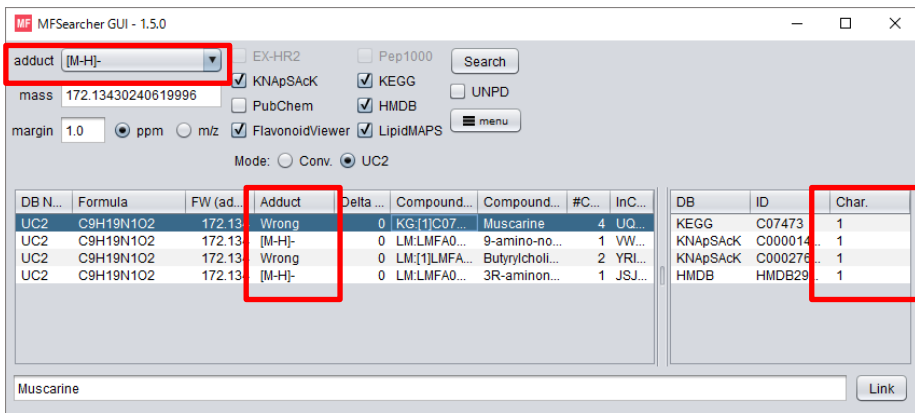 MF MFSearcher GUI - 1.5.0
adduct [M-H]- EX-HR2 Pep1000 Search
mass 172.13430240619996 KNApSAcK KEGG UNPD
PubChem HMDB
margin 1.0 ppm m/z FlavonoidViewer LipidMAPS menu
Mode: Conv. UC2
DB N... Formula FW (ad... Adduct Delta ... Compound... Compound... #C... InC...
UC2 C9H19N1O2 172.134 Wrong 0 KG:[1]C07... Muscarine 4 UQ...
UC2 C9H19N1O2 172.134 [M-H]- 0 LM:LMFA0... 9-amino-no... 1 VW...
UC2 C9H19N1O2 172.134 Wrong 0 LM:[1]LMFA... Butyrylcholi... 2 YRI...
UC2 C9H19N1O2 172.134 [M-H]- 0 LM:LMFA0... 3R-aminon... 1 JSJ...
DB ID Char.
KEGG C07473 1
KNApSAcK C000014... 1
KNApSAcK C000276... 1
HMDB HMDB29... 1
Muscarine Link